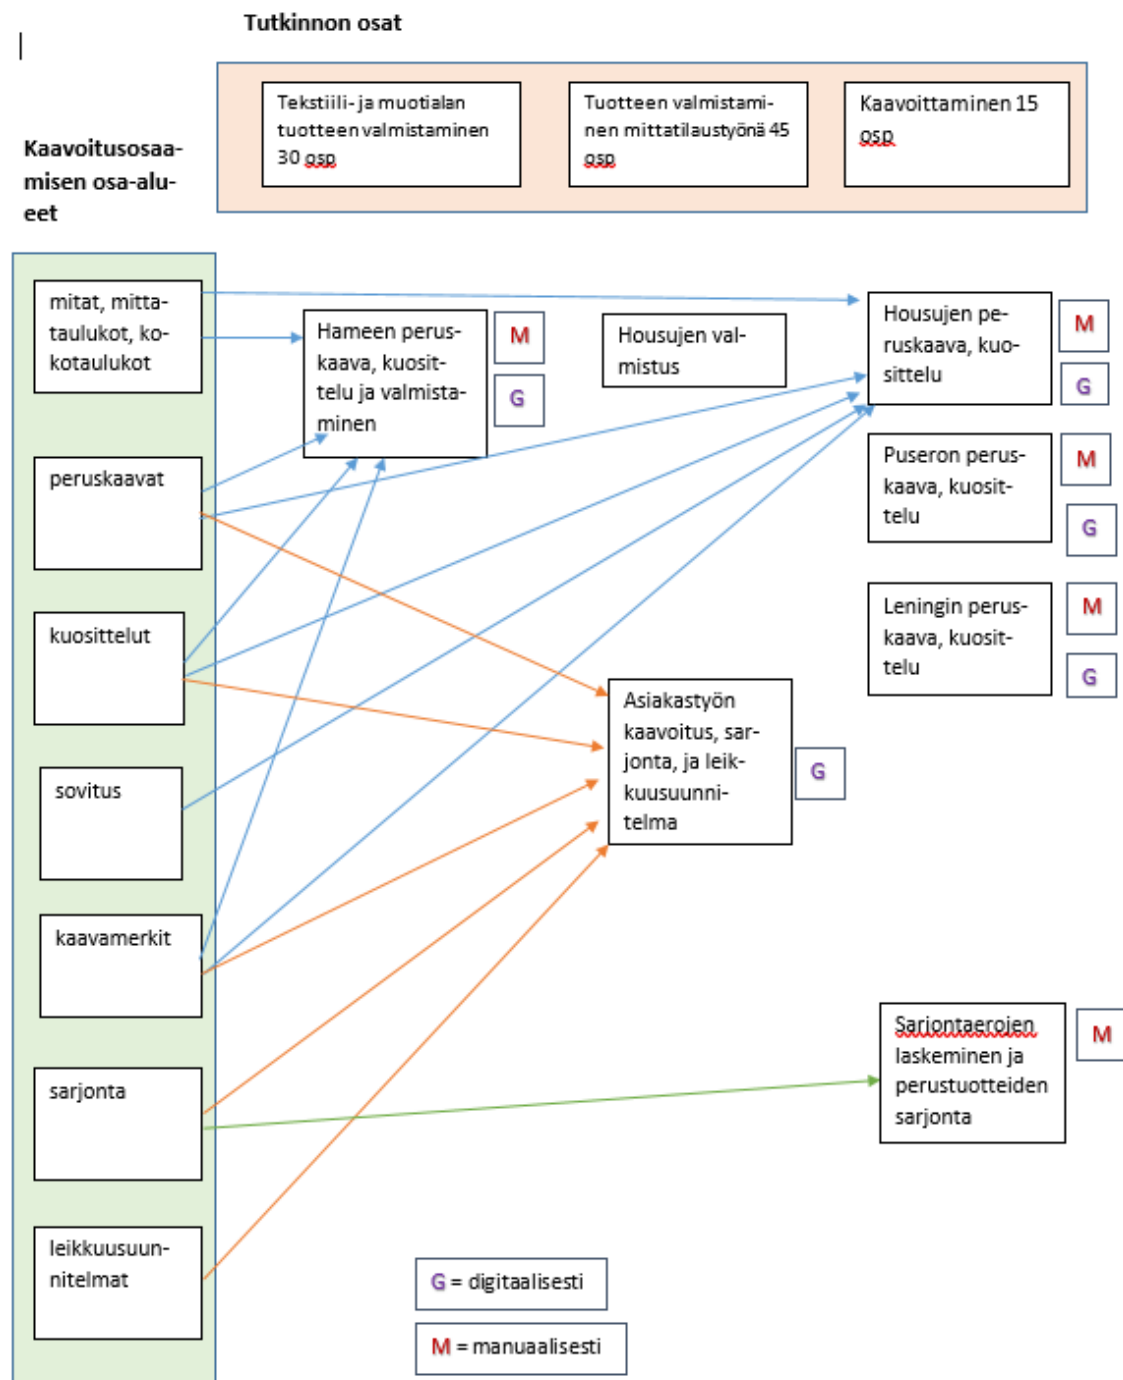 Tutkinnon osat
Tekstiili- ja muotialan
tuotteen valmistaminen
30 osp
Tuotteen valmistami-
nen mittatilaustyönä 45
osp
Kaavoittaminen 15
osp
Kaavoitusosaa-
misen osa-alu-
eet
mitat, mitta-
taulukot, ko-
kotaulukot
Hameen perus-
kaava, kuosit-
telu ja valmista-
minen
M
G
Housujen val-
mistus
Housujen pe-
ruskaava, kuo-
sittelu
M
G
peruskaavat
Puseron perus-
kaava, kuosit-
telu
M
G
kuosittelut
Leningin perus-
kaava, kuosit-
telu
M
G
Asiakastyön
kaavoitus, sar-
jonta, ja leik-
kuusuunni-
telma
G
sovitus
kaavamerkit
sarjonta
Sarjontaerojen
laskeminen ja
perustuotteiden
sarjonta
M
leikkuusuun-
nitelmat
G = digitaalisesti
M = manuaalisesti